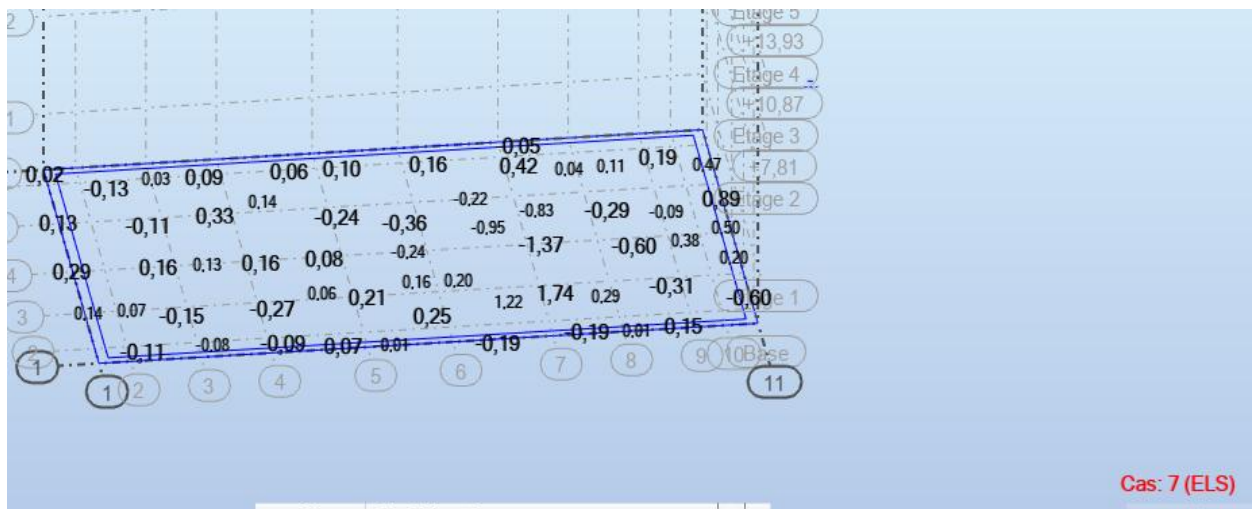 2
Etage 5
+13,93
Etage 4
1
+10,87
Etage 3
0,05
0,02 -0,13 0,03 0,09 0,06 0,10 0,16 0,42 0,04 0,11 0,19 0,47 +7,81
0,14 -0,22 0,89 Etage 2
0,13 -0,11 0,33 -0,24 -0,36 -0,95 -0,83 -0,29 -0,09 0,50
-0,24 -1,37 -0,60 0,38 0,20
4 0,29 0,16 0,13 0,16 0,08
0,06 0,21 0,16 0,20 1,22 1,74 0,29 -0,31 -0,60
3 0,14 0,07 -0,15 -0,27 0,25
-0,11 -0,08 -0,09 0,07 -0,01 -0,19 -0,19 0,01 -0,15
1 1 2 3 4 5 6 7 8 9 10 Base
11
Cas: 7 (ELS)